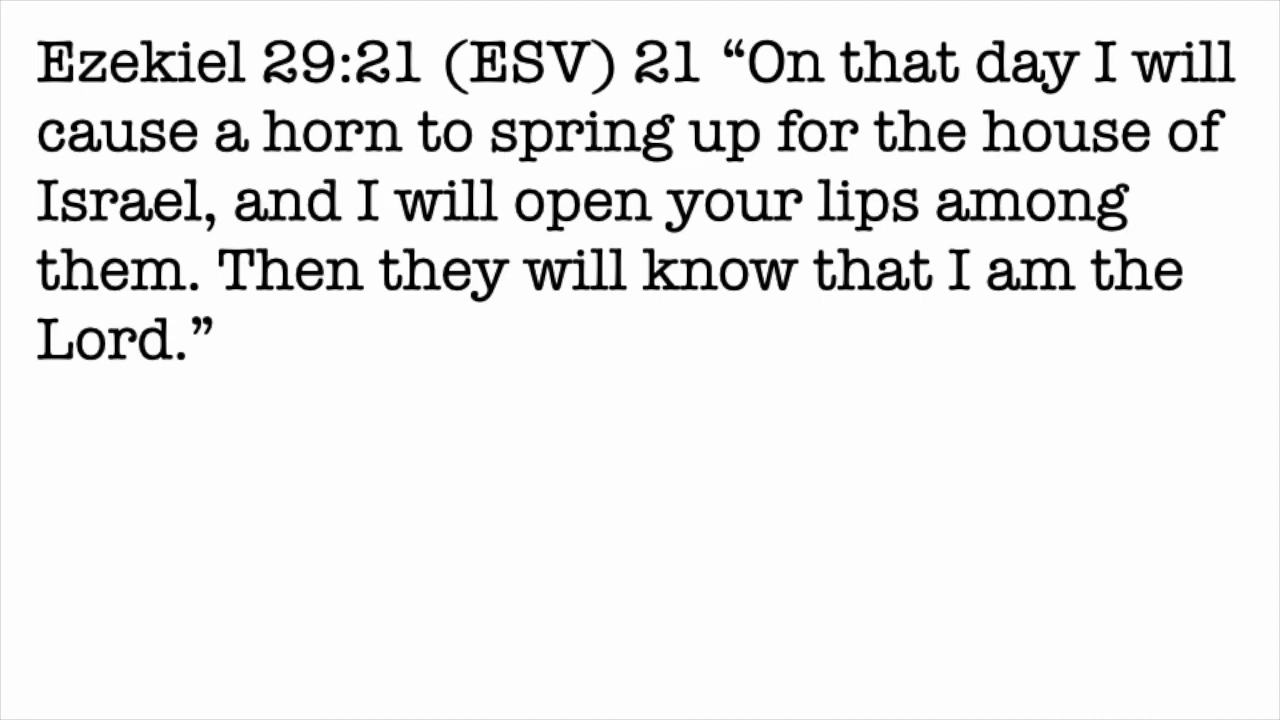 Ezekiel 29:21 (ESV) 21 “On that day I will
cause a horn to spring up for the house of
Israel, and I will open your lips among
them. Then they will know that I am the
Lord.”